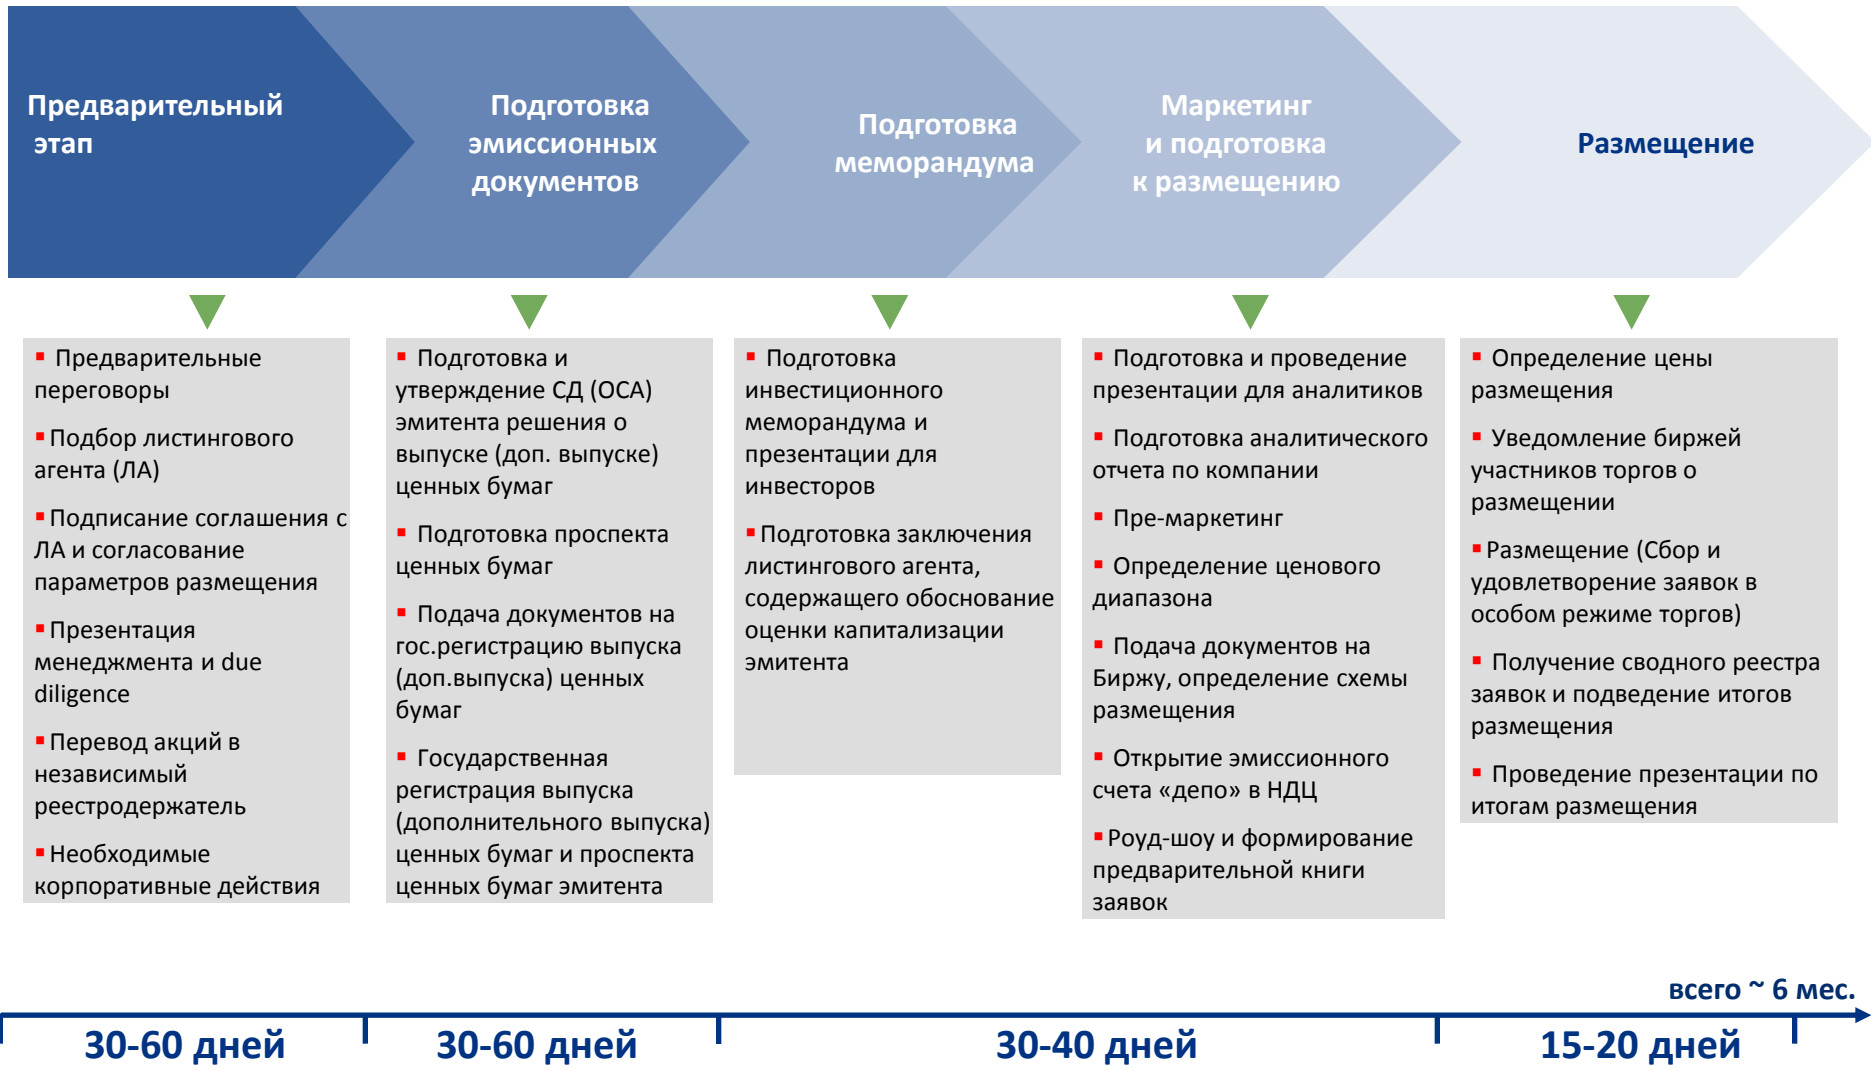 Предварительный
этап
Подготовка
эмиссионных
документов
Подготовка
меморандума
Маркетинг
и подготовка
к размещению
Размещение
▪ Предварительные
переговоры
▪Подбор листингового
агента (ЛА)
▪Подписание соглашения с
ЛА и согласование
параметров размещения
▪Презентация
менеджмента и due
diligence
▪Перевод акций в
независимый
реестродержатель
▪Необходимые
корпоративные действия
▪ Подготовка и
утверждение СД (ОСА)
эмитента решения о
выпуске (доп. выпуске)
ценных бумаг
▪ Подготовка проспекта
ценных бумаг
▪ Подача документов на
гос.регистрацию выпуска
(доп.выпуска) ценных
бумаг
▪ Государственная
регистрация выпуска
(дополнительного выпуска)
ценных бумаг и проспекта
ценных бумаг эмитента
▪ Подготовка
инвестиционного
меморандума и
презентации для
инвесторов
▪Подготовка заключения
листингового агента,
содержащего обоснование
оценки капитализации
эмитента
▪ Подготовка и проведение
презентации для аналитиков
▪ Подготовка аналитического
отчета по компании
▪ Пре-маркетинг
▪ Определение ценового
диапазона
▪ Подача документов на
Биржу, определение схемы
размещения
▪ Открытие эмиссионного
счета «депо» в НДЦ
▪Роуд-шоу и формирование
предварительной книги
заявок
▪ Определение цены
размещения
▪ Уведомление биржей
участников торгов о
размещении
▪Размещение (Сбор и
удовлетворение заявок в
особом режиме торгов)
▪ Получение сводного реестра
заявок и подведение итогов
размещения
▪ Проведение презентации по
итогам размещения
всего ~ 6 мес.
30-60 дней
30-60 дней
30-40 дней
15-20 дней